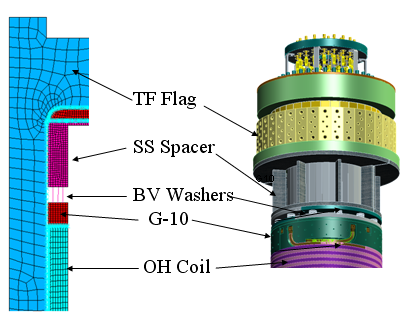 TF Flag
SS Spacer
BV Washers
G-10
OH Coil